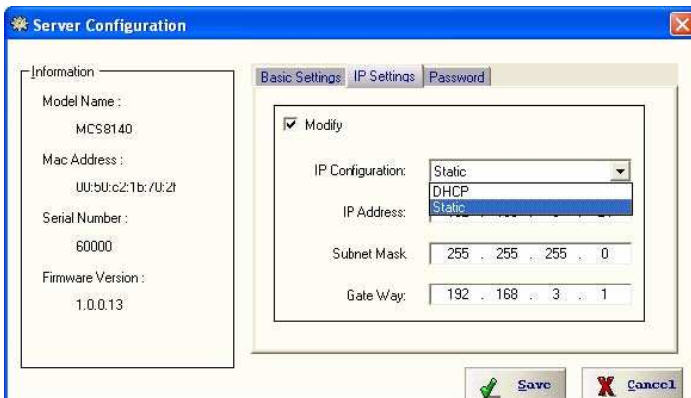 Server Configuration
Information
Model Name :
MCS8140
Mac Address :
00:50:c2:1b:70:2f
Serial Number :
60000
Firmware Version :
1.0.0.13
Basic Settings IP Settings Password
Modify
IP Configuration: Static
DHCP
Static
IP Address:
Subnet Mask 255 . 255 . 255 . 0
Gate Way: 192 . 168 . 3 . 1
Save Cancel